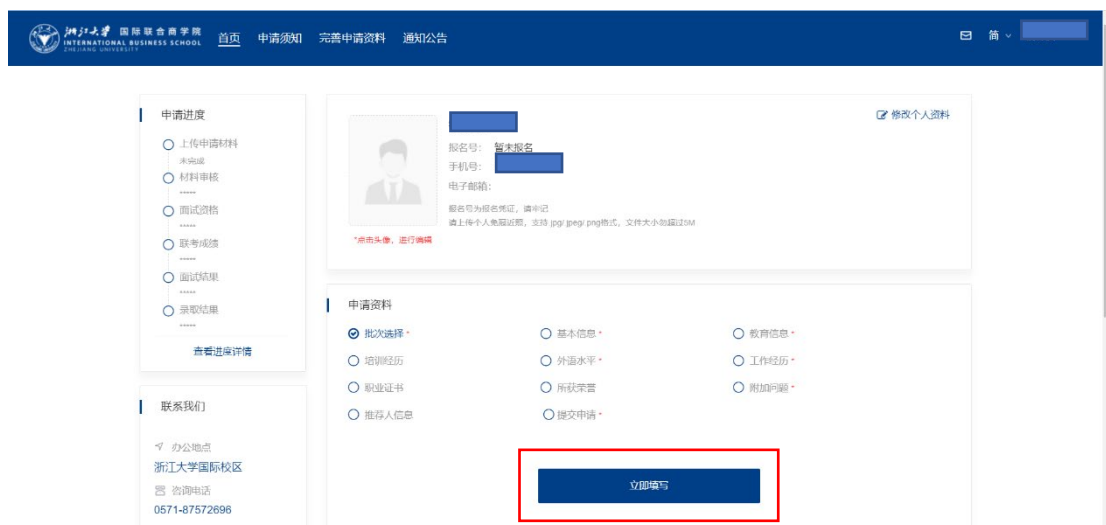 浙江大学 国际联合商学院
INTERNATIONAL BUSINESS SCHOOL
ZHEJIANG UNIVERSITY
首页 申请须知 完善申请资料 通知公告 简
申请进度
上传申请材料
未完成
材料审核
*****
面试资格
*****
联考成绩
*****
面试结果
*****
录取结果
*****
查看进度详情
联系我们
办公地点
浙江大学国际校区
咨询电话
0571-87572696
修改个人资料
报名号： 暂未报名
手机号：
电子邮箱：
报名号为报名凭证，请牢记
请上传个人免冠近照，支持 jpg/ jpeg/ png格式，文件大小勿超过5M
*点击头像，进行编辑
申请资料
批次选择 * 基本信息 * 教育信息 *
培训经历 外语水平 * 工作经历 *
职业证书 所获荣誉 附加问题 *
推荐人信息 提交申请 *
立即填写